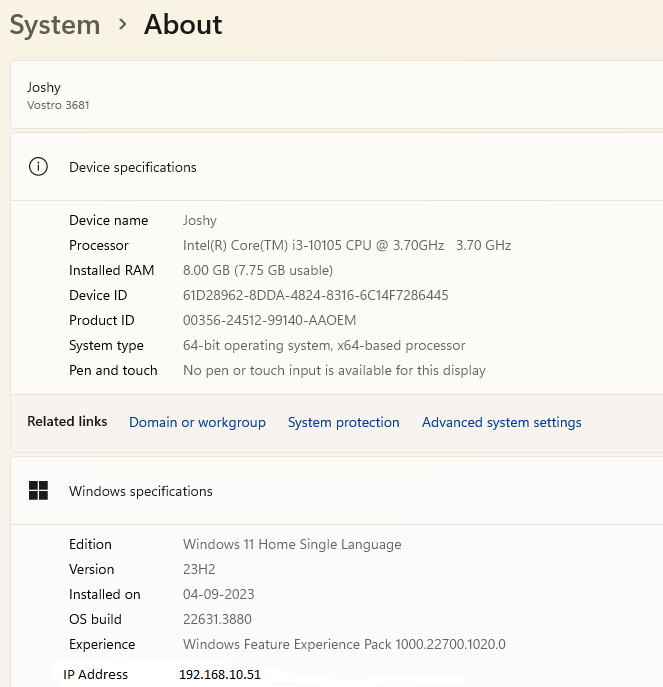 System > About
Joshy
Vostro 3681
Device specifications
Device name Joshy
Processor Intel(R) Core(TM) i3-10105 CPU @ 3.70GHz 3.70 GHz
Installed RAM 8.00 GB (7.75 GB usable)
Device ID 61D28962-8DDA-4824-8316-6C14F7286445
Product ID 00356-24512-99140-AAOEM
System type 64-bit operating system, x64-based processor
Pen and touch No pen or touch input is available for this display
Related links Domain or workgroup System protection Advanced system settings
Windows specifications
Edition Windows 11 Home Single Language
Version 23H2
Installed on 04-09-2023
OS build 22631.3880
Experience Windows Feature Experience Pack 1000.22700.1020.0
IP Address 192.168.10.51